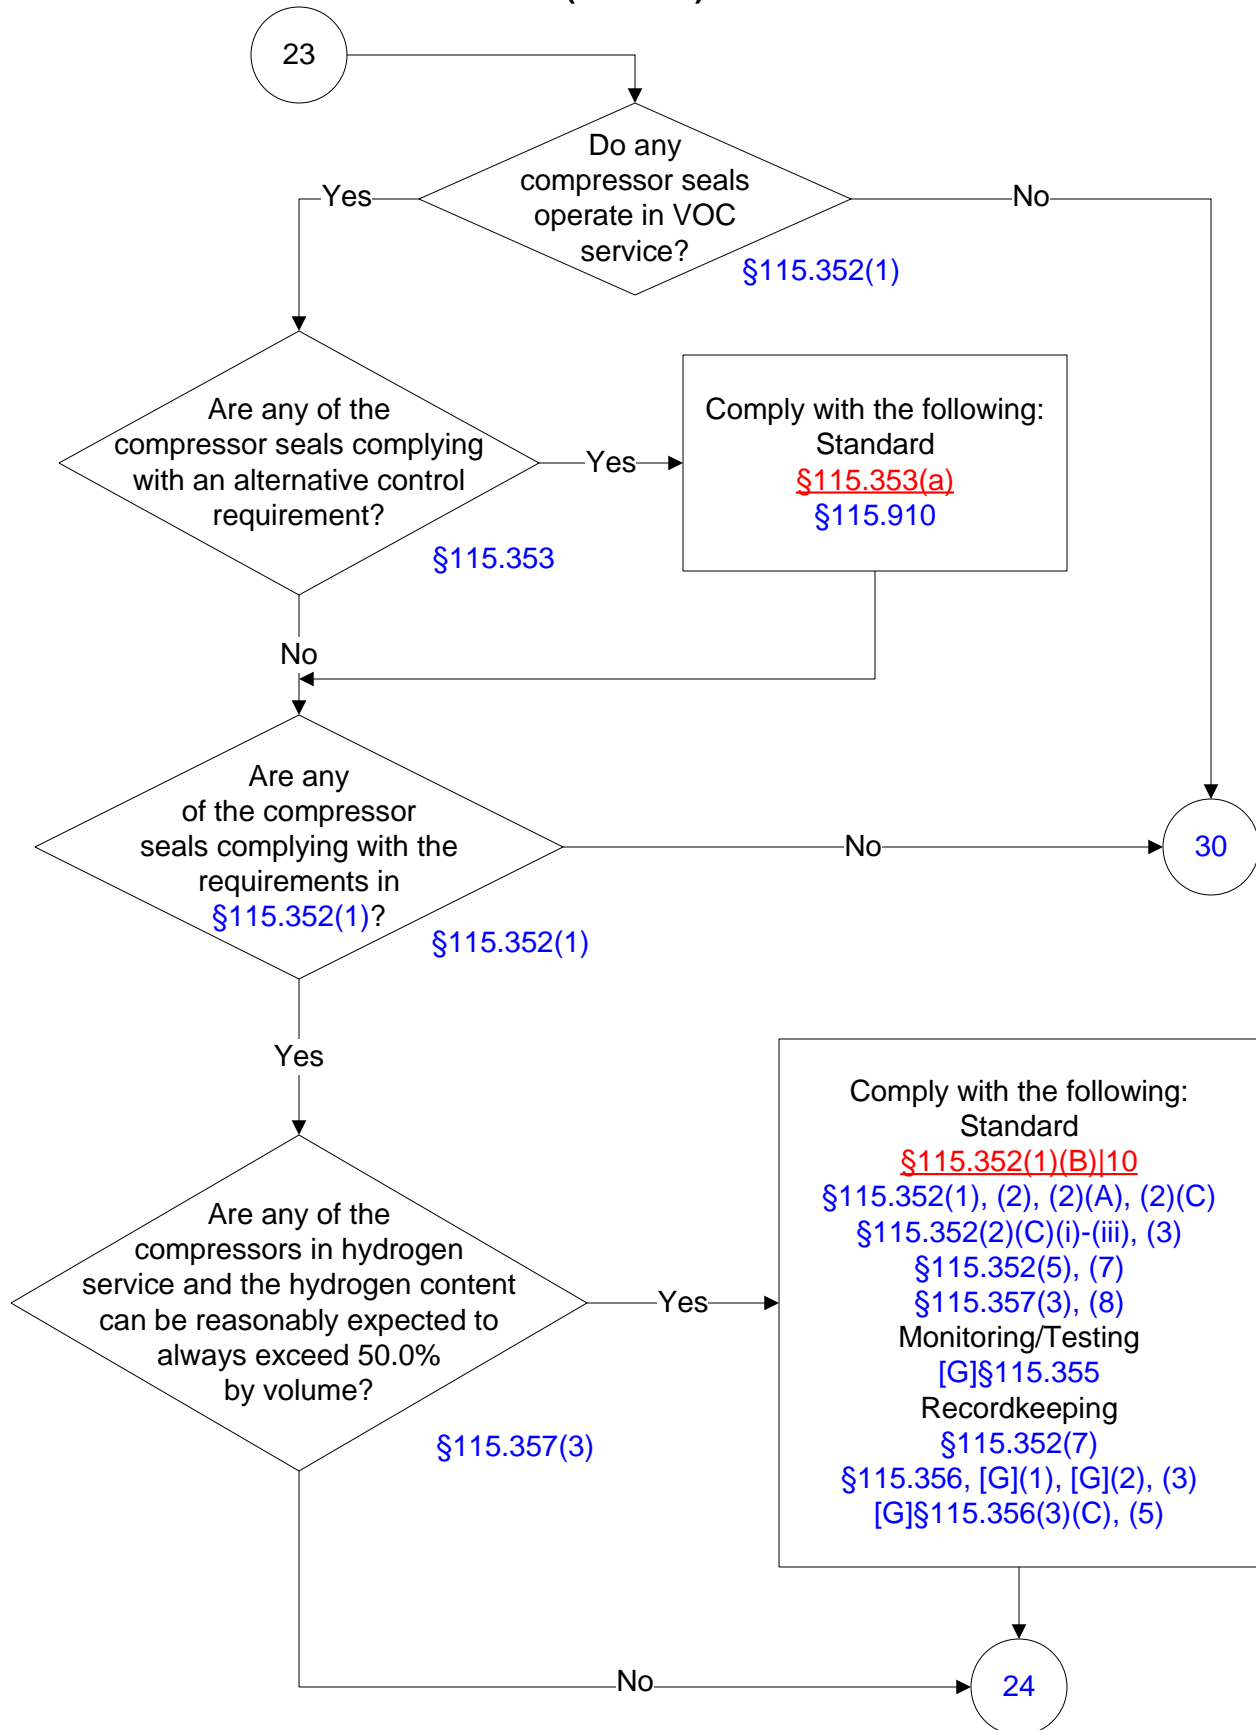 23
Do any
compressor seals
operate in VOC
service?
Yes
No
§115.352(1)
Are any of the
compressor seals complying
with an alternative control
requirement?
Yes
§115.353
Comply with the following:
Standard
§115.353(a)
§115.910
No
Are any
of the compressor
seals complying with the
requirements in
§115.352(1)?
No
30
§115.352(1)
Yes
Are any of the
compressors in hydrogen
service and the hydrogen content
can be reasonably expected to
always exceed 50.0%
by volume?
Yes
§115.357(3)
Comply with the following:
Standard
§115.352(1)(B)|10
§115.352(1), (2), (2)(A), (2)(C)
§115.352(2)(C)(i)-(iii), (3)
§115.352(5), (7)
§115.357(3), (8)
Monitoring/Testing
[G]§115.355
Recordkeeping
§115.352(7)
§115.356, [G](1), [G](2), (3)
[G]§115.356(3)(C), (5)
No
24